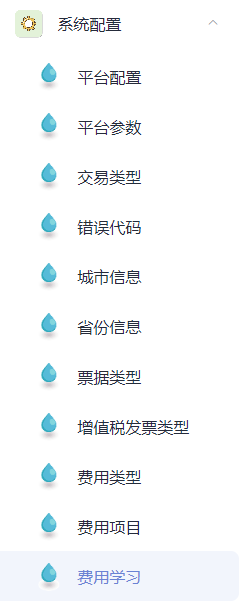 系统配置
平台配置
平台参数
交易类型
错误代码
城市信息
省份信息
票据类型
增值税发票类型
费用类型
费用项目
费用学习